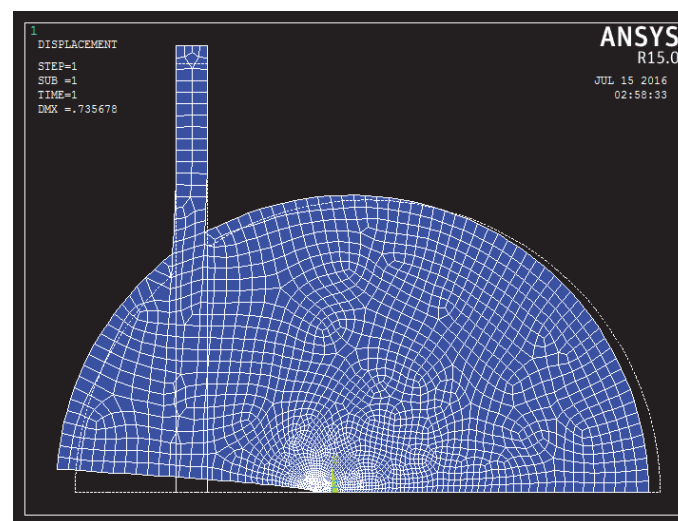 1
DISPLACEMENT
STEP=1
SUB =1
TIME=1
DMX =.735678
ANSYS
R15.0
JUL 15 2016
02:58:33